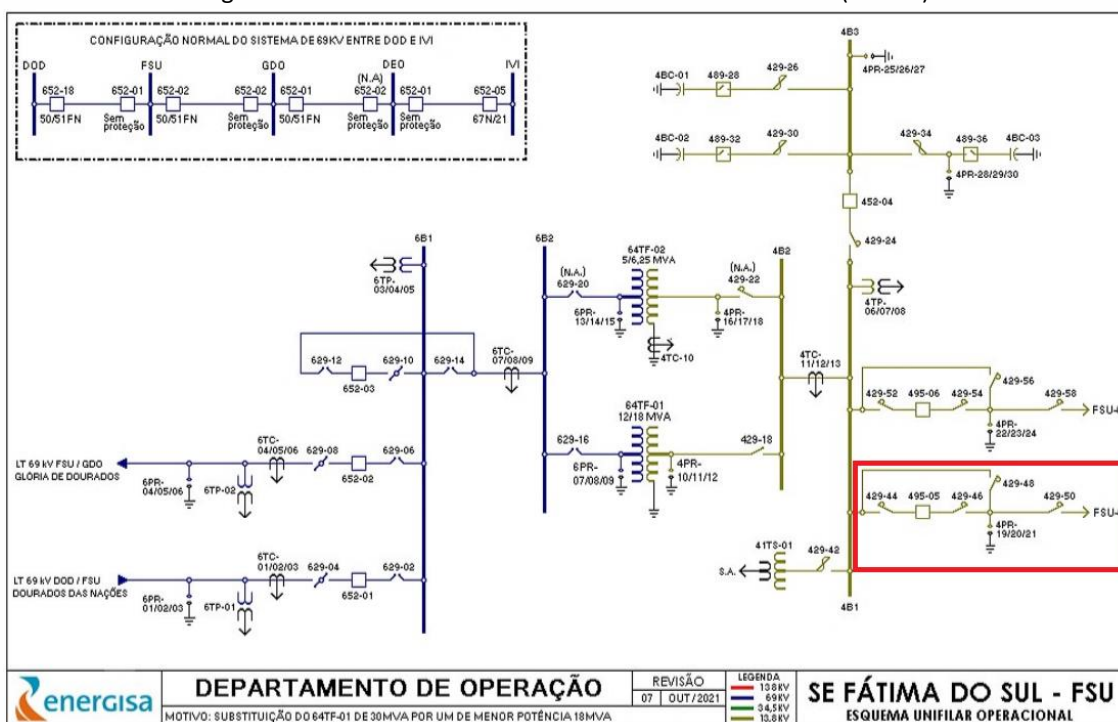 CONFIGURAÇÃO NORMAL DO SISTEMA DE 69KV ENTRE DOD E IVI
DOD FSU GDO DEO IVI
(N.A)
652-18 652-01 652-02 652-02 652-01 652-02 652-01 652-05
50/51FN Sem proteção 50/51FN Sem proteção 50/51FN Sem proteção Sem proteção 67N/21
4B3
4PR-25/26/27
4BC-01 489-28 429-26
4BC-02 489-32 429-30
429-34 489-36 4BC-03
4PR-28/29/30
452-04
429-24
4TP-
06/07/08
6B1
6TP-
03/04/05
6B2
(N.A.)
629-20
64TF-02
5/6,25 MVA
(N.A.)
429-22
4B2
6PR-
13/14/15
4PR-
16/17/18
4TC-10
629-12 629-10 629-14
652-03
6TC-
07/08/09
4TC-
11/12/13
429-56
429-52 495-06 429-54 429-58
4PR-
22/23/24
64TF-01
12/18 MVA
629-16 429-18
6PR-
07/08/09
4PR-
10/11/12
LT 69 kV FSU / GDO
GLÓRIA DE DOURADOS
6PR-
04/05/06
6TP-02
6TC-
04/05/06
629-08 652-02 629-06
429-48
429-44 495-05 429-46 429-50
4PR-
19/20/21
LT 69 kV DOD / FSU
DOURADOS DAS NAÇÕES
6PR-
01/02/03
6TP-01
6TC-
01/02/03
629-04 652-01 629-02
41TS-01 429-42
S.A.
4B1
energisa
DEPARTAMENTO DE OPERAÇÃO
MOTIVO: SUBSTITUIÇÃO DO 64TF-01 DE 30MVA POR UM DE MENOR POTÊNCIA 18MVA
REVISÃO
07 OUT/2021
LEGENDA
138KV
69KV
34,5KV
13.8KV
SE FÁTIMA DO SUL - FSU
ESQUEMA UNIFILAR OPERACIONAL